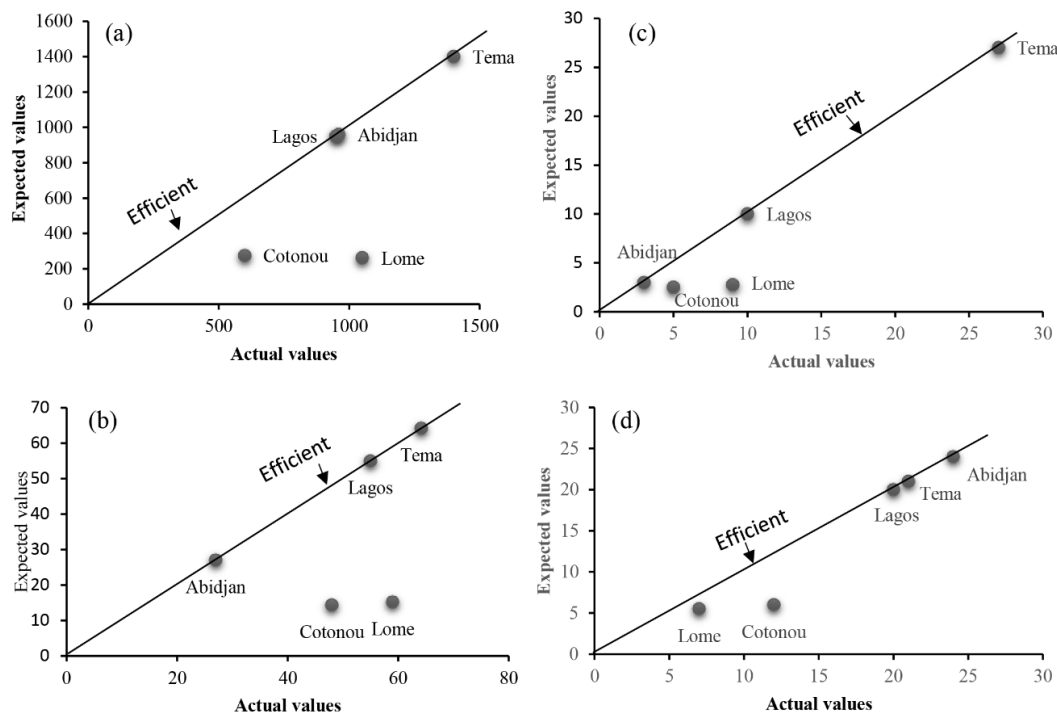 (a)
Expected values
1600
1400
1200
1000
800
600
400
200
0
Tema
Lagos
Abidjan
Efficient
Cotonou
Lome
0
500
1000
1500
Actual values
(c)
Expected values
30
25
20
15
10
5
0
Tema
Efficient
Lagos
Abidjan
Lome
Cotonou
0
5
10
15
20
25
30
Actual values
(b)
Expected values
70
60
50
40
30
20
10
0
Efficient
Tema
Lagos
Abidjan
Cotonou
Lome
0
20
40
60
80
Actual values
(d)
Expected values
30
25
20
15
10
5
0
Abidjan
Tema
Lagos
Efficient
Lome
Cotonou
0
5
10
15
20
25
30
Actual values